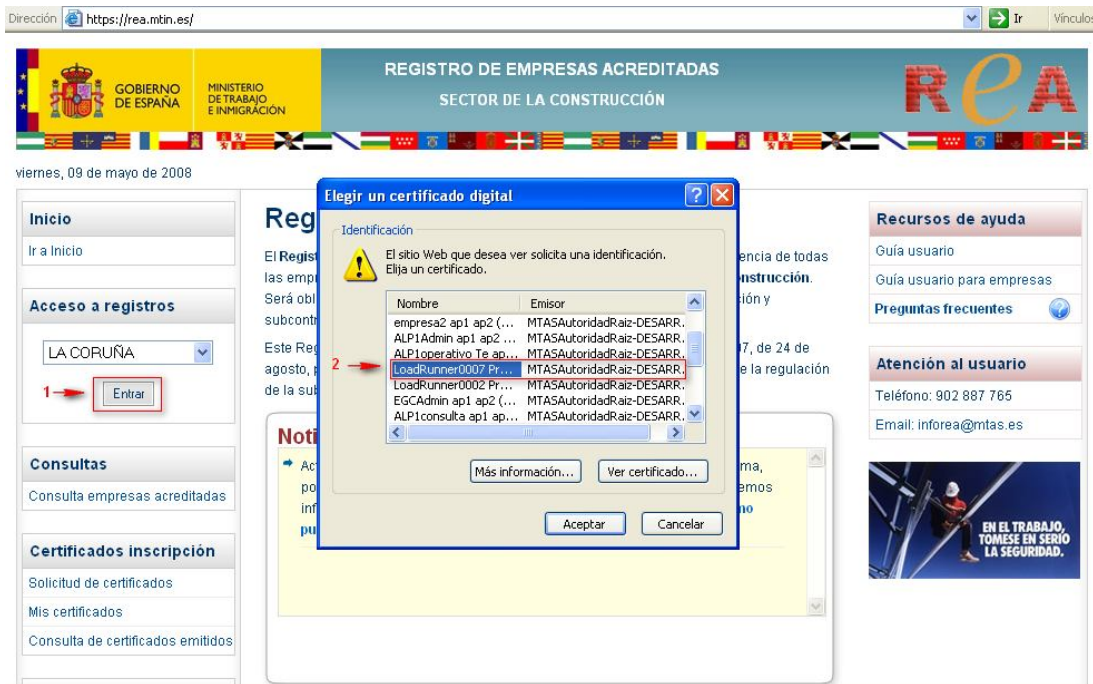 Dirección https://rea.mtin.es/ Ir Vínculos
GOBIERNO
DE ESPAÑA
MINISTERIO
DE TRABAJO
E INMIGRACIÓN
REGISTRO DE EMPRESAS ACREDITADAS
SECTOR DE LA CONSTRUCCIÓN
ReA
viernes, 09 de mayo de 2008
Inicio
Ir a Inicio
Acceso a registros
LA CORUÑA
1
Entrar
Consultas
Consulta empresas acreditadas
Certificados inscripción
Solicitud de certificados
Mis certificados
Consulta de certificados emitidos
Reg
El Regist
encia de todas
las empr
nstrucción.
Será obl
ión y
subcontr
Este Reg
17, de 24 de
agosto, p
e la regulación
de la sub
Noti
Ac
ma,
po
emos
inf
no
pu
Elegir un certificado digital
Identificación
El sitio Web que desea ver solicita una identificación.
Elija un certificado.
Nombre Emisor
empresa2 ap1 ap2 (... MTASAutoridadRaiz-DESARR.
ALP1Admin ap1 ap2 ... MTASAutoridadRaiz-DESARR.
ALP1operativo Te ap... MTASAutoridadRaiz-DESARR.
2
LoadRunner0007 Pr... MTASAutoridadRaiz-DESARR.
LoadRunner0002 Pr... MTASAutoridadRaiz-DESARR.
EGCAdmin ap1 ap2 (... MTASAutoridadRaiz-DESARR.
ALP1consulta ap1 ap... MTASAutoridadRaiz-DESARR.
Más información... Ver certificado...
Aceptar Cancelar
Recursos de ayuda
Guía usuario
Guía usuario para empresas
Preguntas frecuentes
Atención al usuario
Teléfono: 902 887 765
Email: inforea@mtas.es
EN EL TRABAJO,
TOMESE EN SERIO
LA SEGURIDAD.